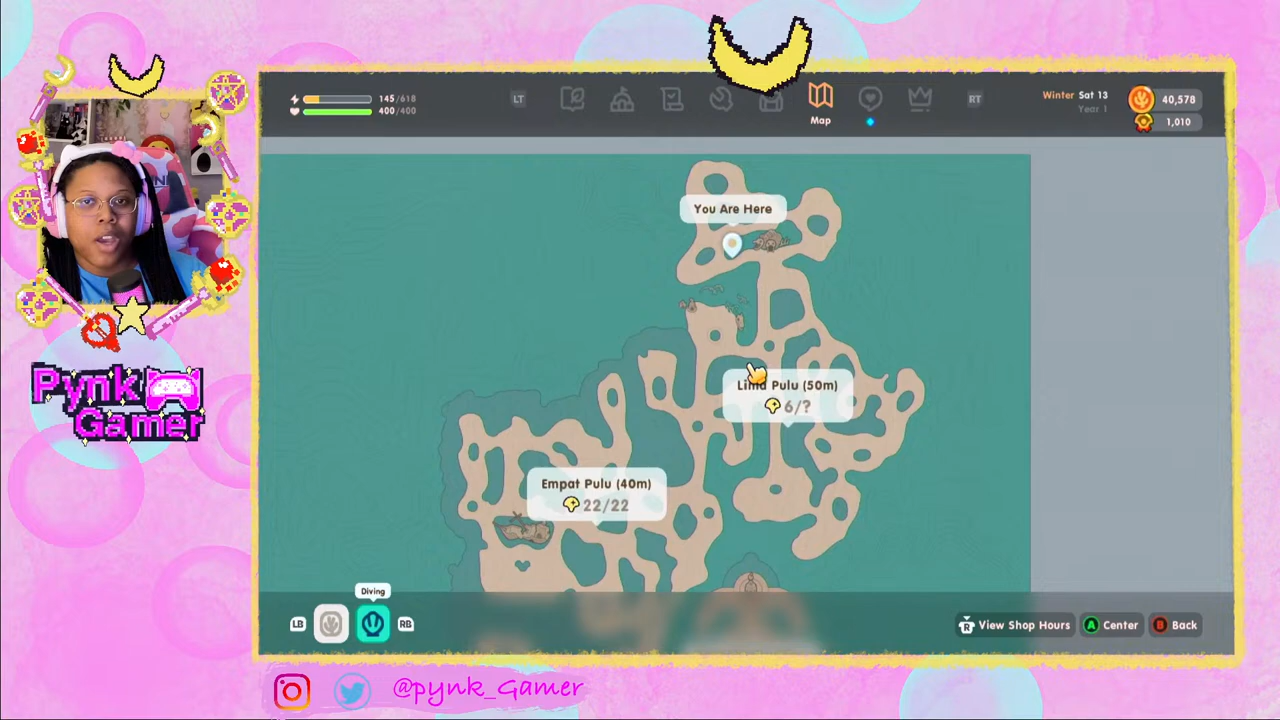 145/618
400/400
LT
Map
RT
Winter Sat 13
Year 1
40,578
1,010
You Are Here
Lima Pulu (50m)
6/?
Empat Pulu (40m)
22/22
Pynk
Gamer
Diving
LB
RB
R View Shop Hours
A Center
B Back
@pynk_Gamer